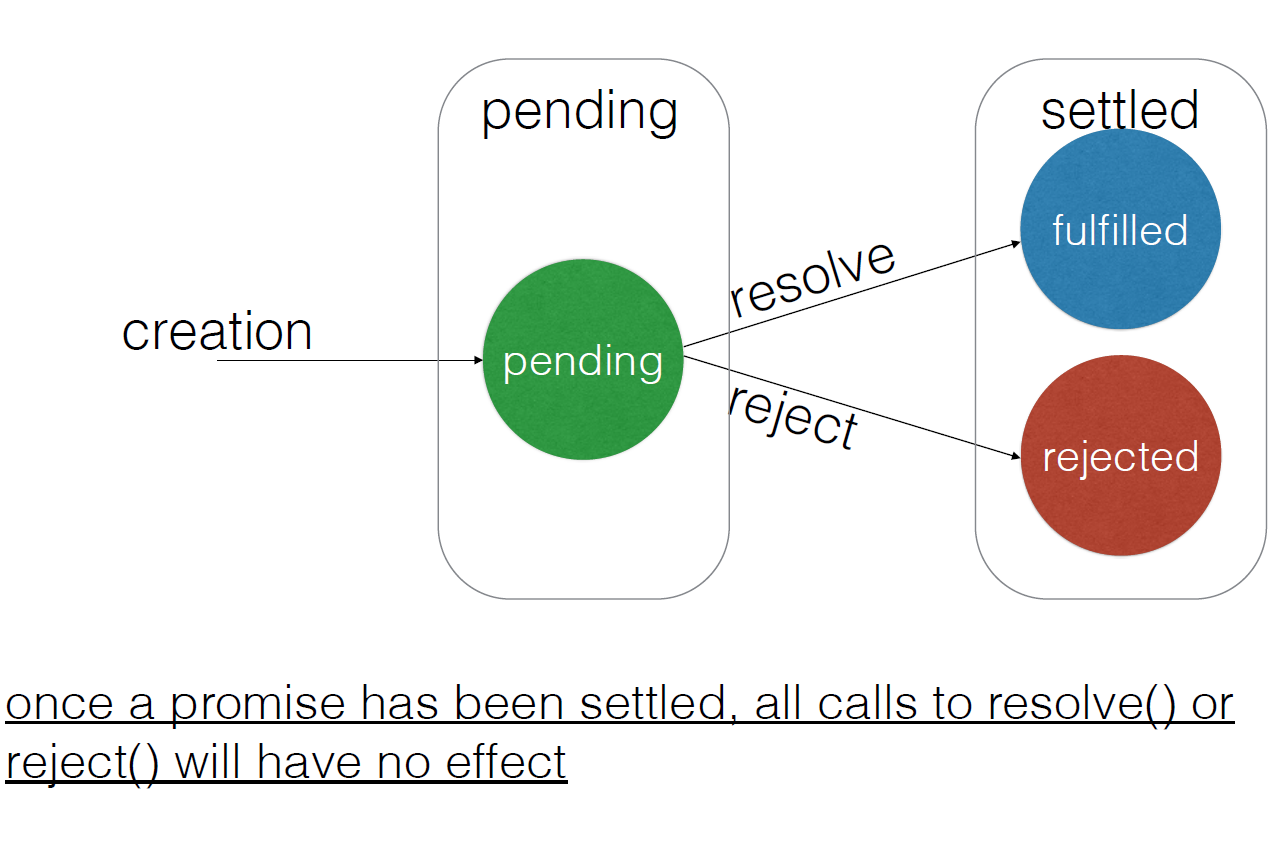 pending
settled
fulfilled
resolve
creation
pending
reject
rejected
once a promise has been settled, all calls to resolve() or
reject() will have no effect